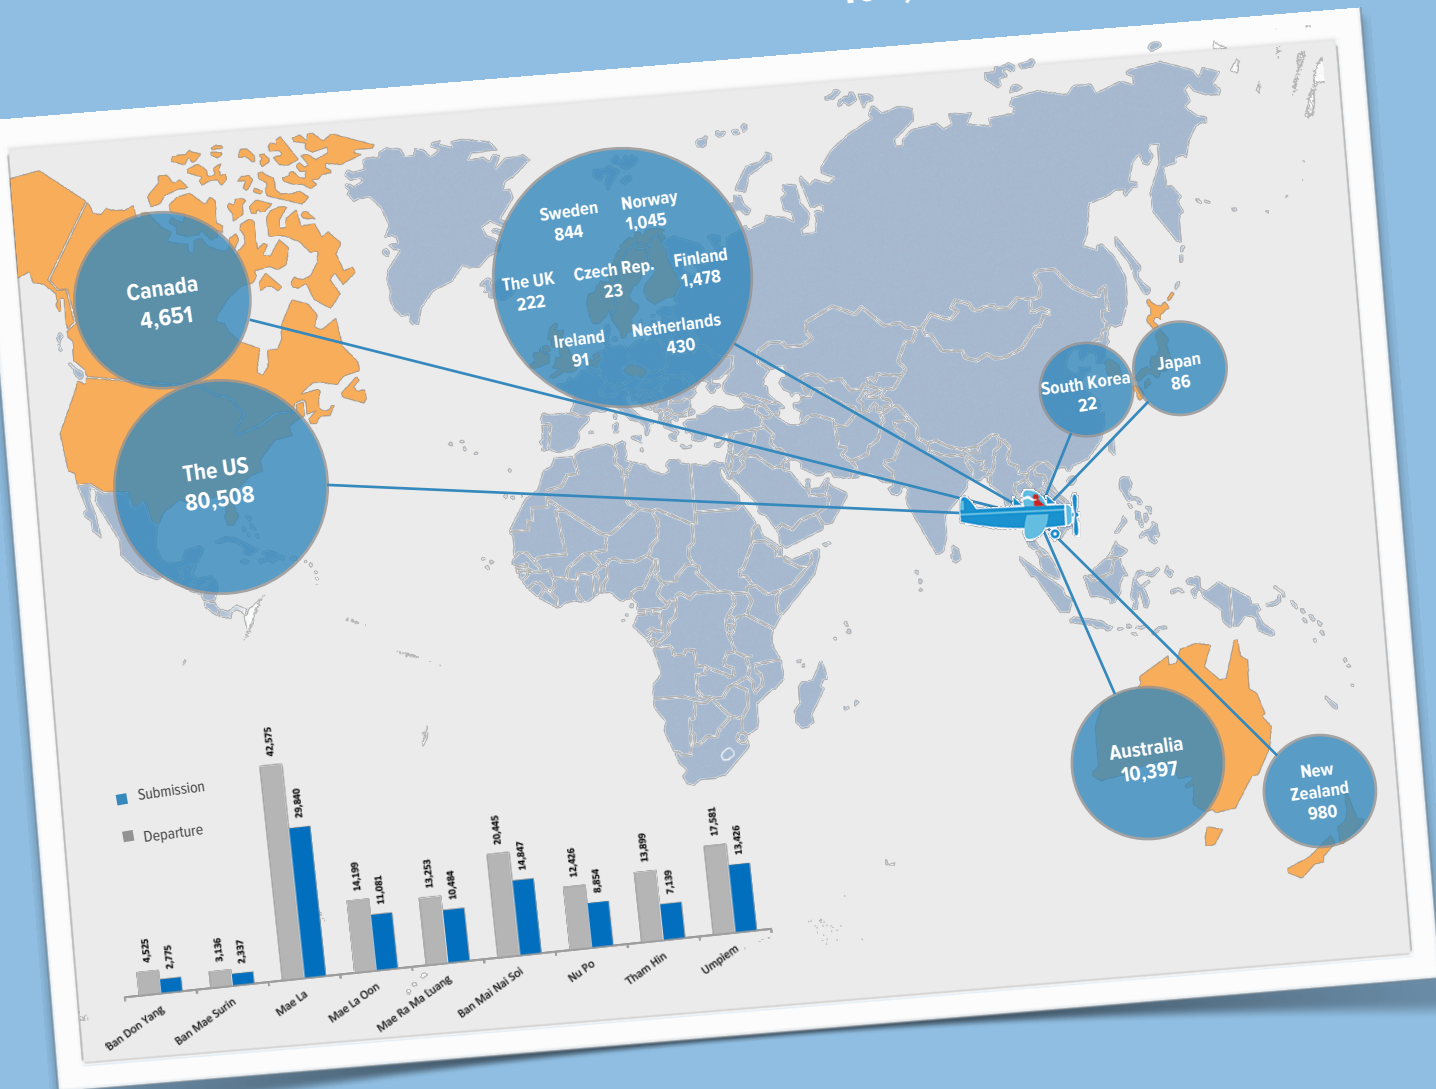 Sweden
844
Norway
1,045
The UK
222
Czech Rep.
23
Finland
1,478
Ireland
91
Netherlands
430
Canada
4,651
The US
80,508
South Korea
22
Japan
86
Australia
10,397
New
Zealand
980
Submission
Departure
4,525
2,775
3,136
2,337
42,575
29,840
14,199
11,081
13,253
10,484
20,445
14,847
12,426
8,854
13,899
7,139
17,581
13,426
Ban Don Yang
Ban Mae Surin
Mae La
Mae La Oon
Mae Ra Ma Luang
Ban Mai Nai Soi
Nu Po
Tham Hin
Umpiem